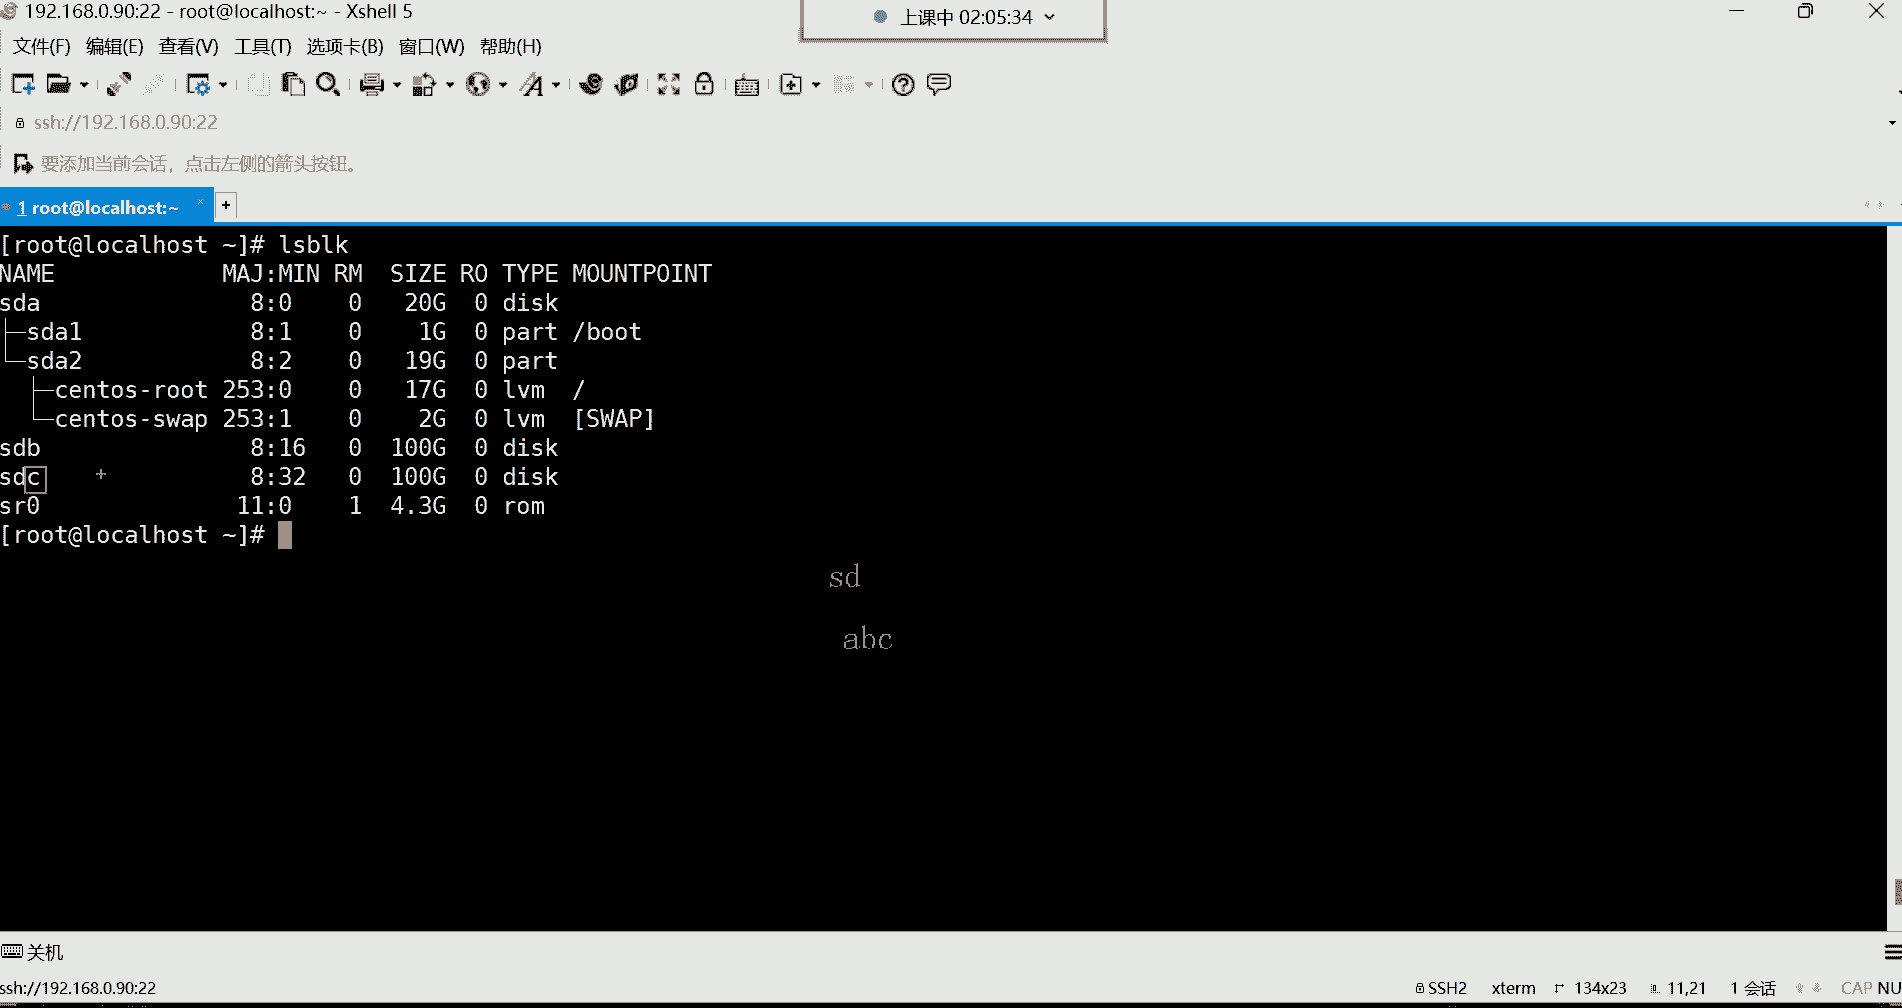 192.168.0.90:22 - root@localhost:~ - Xshell 5
上课中 02:05:34
文件(F) 编辑(E) 查看(V) 工具(T) 选项卡(B) 窗口(W) 帮助(H)
ssh://192.168.0.90:22
要添加当前会话，点击左侧的箭头按钮。
1 root@localhost:~ × +
[root@localhost ~]# lsblk
NAME            MAJ:MIN RM  SIZE RO TYPE MOUNTPOINT
sda               8:0    0   20G  0 disk
├─sda1            8:1    0    1G  0 part /boot
└─sda2            8:2    0   19G  0 part
  ├─centos-root 253:0    0   17G  0 lvm  /
  └─centos-swap 253:1    0    2G  0 lvm  [SWAP]
sdb               8:16   0  100G  0 disk
sdc               8:32   0  100G  0 disk
sr0              11:0    1  4.3G  0 rom
[root@localhost ~]#
sd
abc
关机
ssh://192.168.0.90:22 SSH2 xterm 134x23 11,21 1 会话 CAP NU